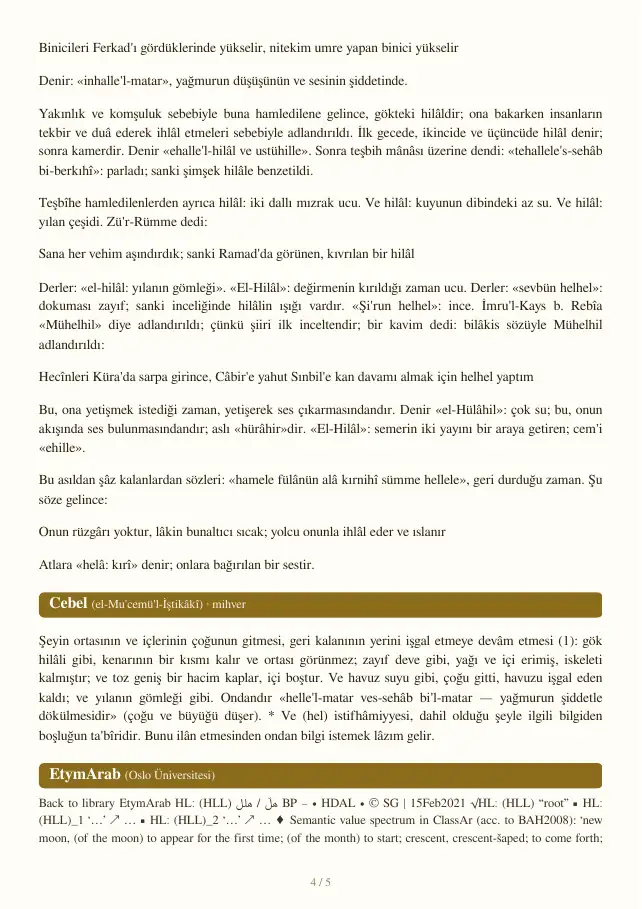 Binicileri Ferkad'ı gördüklerinde yükselir, nitekim umre yapan binici yükselir
Denir: «inhalle'l-matar», yağmurun düşüşünün ve sesinin şiddetinde.
Yakınlık ve komşuluk sebebiyle buna hamledilene gelince, gökteki hilâldir; ona bakarken insanların
tekbir ve duâ ederek ihlâl etmeleri sebebiyle adlandırıldı. İlk gecede, ikincide ve üçüncüde hilâl denir;
sonra kamerdir. Denir «ehalle'l-hilâl ve ustühille». Sonra teşbih mânâsı üzerine dendi: «tehallele's-sehâb
bi-berkıhî»: parladı; sanki şimşek hilâle benzetildi.
Teşbîhe hamledilenlerden ayrıca hilâl: iki dallı mızrak ucu. Ve hilâl: kuyunun dibindeki az su. Ve hilâl:
yılan çeşidi. Zü'r-Rümme dedi:
Sana her vehim aşındırdık; sanki Ramad'da görünen, kıvrılan bir hilâl
Derler: «el-hilâl: yılanın gömleği». «El-Hilâl»: değirmenin kırıldığı zaman ucu. Derler: «sevbün helhel»:
dokuması zayıf; sanki inceliğinde hilâlin ışığı vardır. «Şi'run helhel»: ince. İmru'l-Kays b. Rebîa
«Mühelhil» diye adlandırıldı; çünkü şiiri ilk inceltendir; bir kavim dedi: bilâkis sözüyle Mühelhil
adlandırıldı:
Hecînleri Küra'da sarpa girince, Câbir'e yahut Sınbil'e kan davamı almak için helhel yaptım
Bu, ona yetişmek istediği zaman, yetişerek ses çıkarmasındandır. Denir «el-Hülâhil»: çok su; bu, onun
akışında ses bulunmasındandır; aslı «hürâhir»dir. «El-Hilâl»: semerin iki yayını bir araya getiren; cem'i
«ehille».
Bu asıldan şâz kalanlardan sözleri: «hamele fülânün alâ kırnihî sümme hellele», geri durduğu zaman. Şu
söze gelince:
Onun rüzgârı yoktur, lâkin bunaltıcı sıcak; yolcu onunla ihlâl eder ve ıslanır
Atlara «helâ: kırî» denir; onlara bağırılan bir sestir.
Cebel (el-Mu'cemü'l-İştikâkî) · mihver
Şeyin ortasının ve içlerinin çoğunun gitmesi, geri kalanının yerini işgal etmeye devâm etmesi (1): gök
hilâli gibi, kenarının bir kısmı kalır ve ortası görünmez; zayıf deve gibi, yağı ve içi erimiş, iskeleti
kalmıştır; ve toz geniş bir hacim kaplar, içi boştur. Ve havuz suyu gibi, çoğu gitti, havuzu işgal eden
kaldı; ve yılanın gömleği gibi. Ondandır «helle'l-matar ves-sehâb bi'l-matar — yağmurun şiddetle
dökülmesidir» (çoğu ve büyüğü düşer). * Ve (hel) istifhâmiyyesi, dahil olduğu şeyle ilgili bilgiden
boşluğun ta'bîridir. Bunu ilân etmesinden ondan bilgi istemek lâzım gelir.
EtymArab (Oslo Üniversitesi)
Back to library EtymArab HL: (HLL) هلّ / هلل BP – • HDAL • © SG | 15Feb2021 √HL: (HLL) “root” ▪ HL:
(HLL)_1 ‘…’ ↗ … ▪ HL: (HLL)_2 ‘…’ ↗ … ♦ Semantic value spectrum in ClassAr (acc. to BAH2008): ‘new
moon, (of the moon) to appear for the first time; (of the month) to start; crescent, crescent-šaped; to come forth;
4 / 5